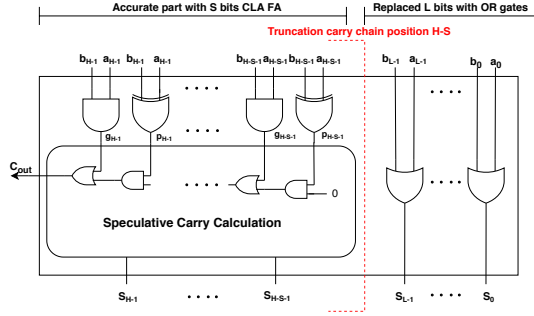 Accurate part with S bits CLA FA Replaced L bits with OR gates
Truncation carry chain position H-S
bH-1 aH-1 bH-1 aH-1 bH-S-1 aH-S-1 bH-S-1 aH-S-1 bL-1 aL-1 b0 a0
gH-1 pH-1 gH-S-1 pH-S-1
Cout
0
Speculative Carry Calculation
SH-1 SH-S-1 SL-1 S0